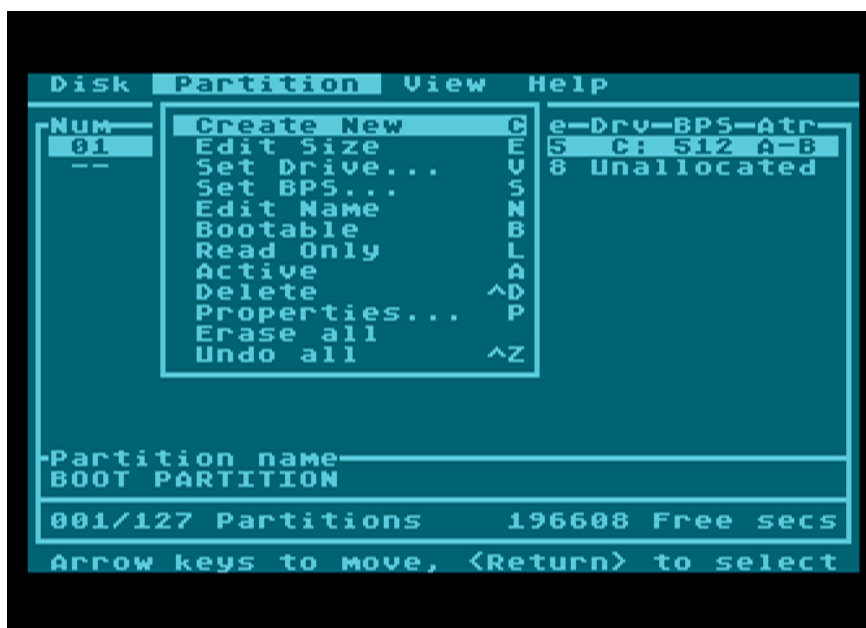 Disk Partition View Help
Num e-Drv-BPS-Atr
Create New C
01 5 C: 512 A-B
Edit Size E
-- 8 Unallocated
Set Drive... V
Set BPS... S
Edit Name N
Bootable B
Read Only L
Active A
Delete ^D
Properties... P
Erase all
Undo all ^Z
Partition name
BOOT PARTITION
001/127 Partitions 196608 Free secs
Arrow keys to move, <Return> to select